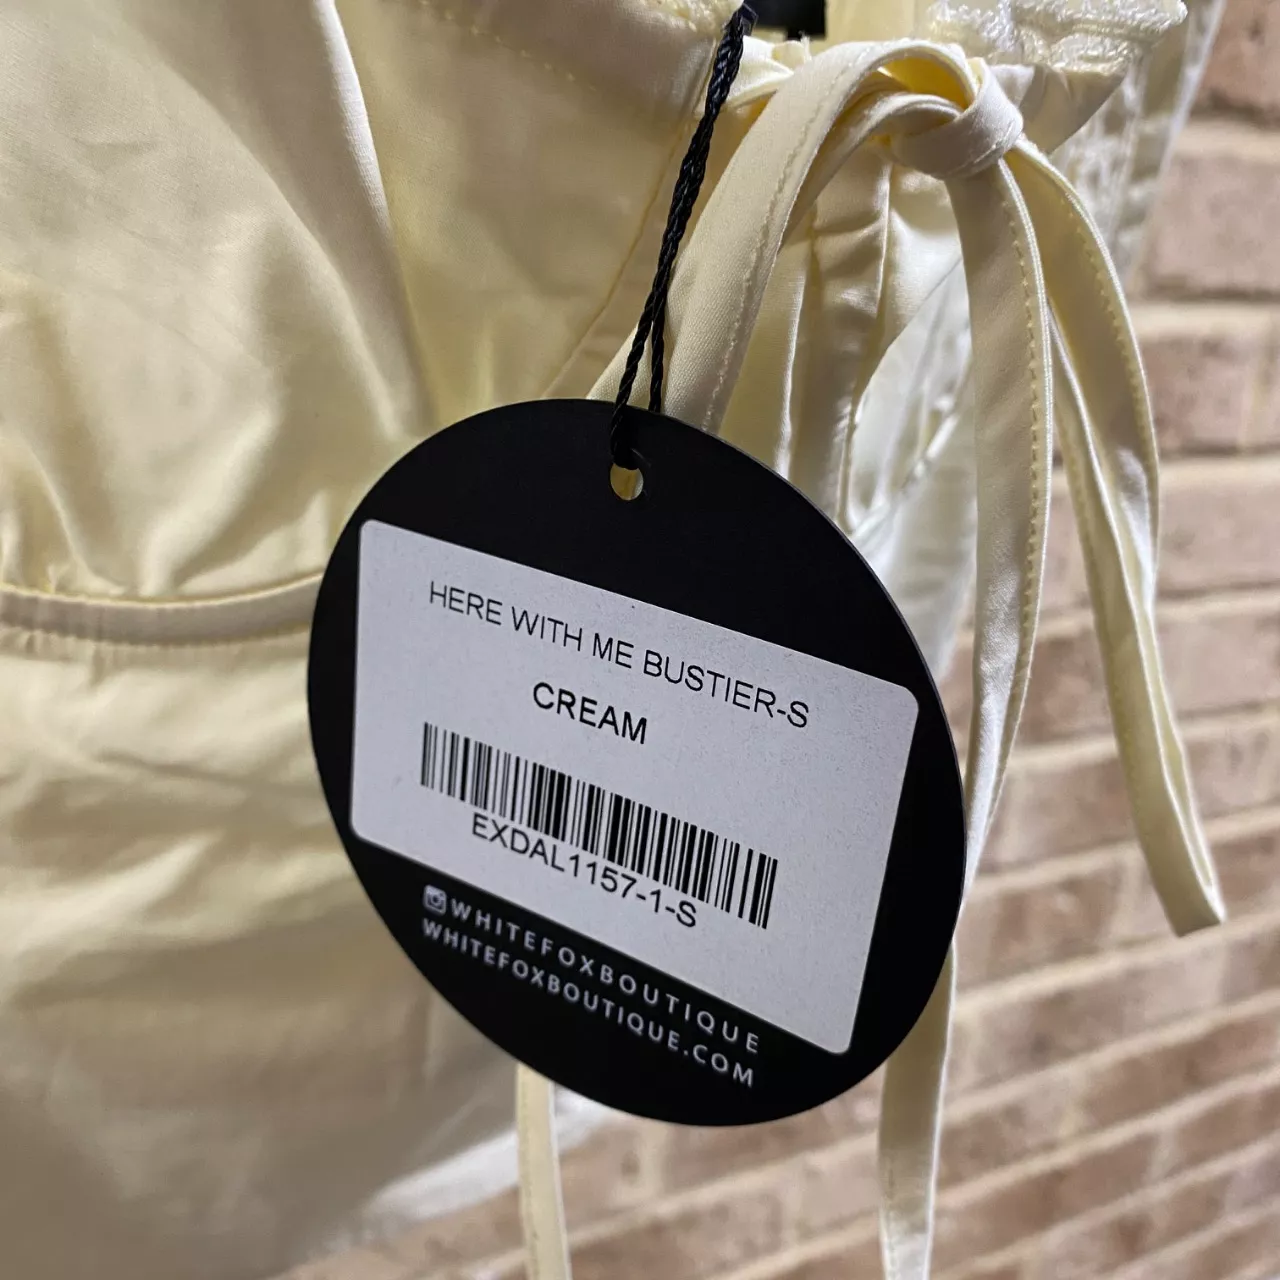 HERE WITH ME BUSTIER-S
CREAM
EXDAL1157-1-S
WHITEFOXBOUTIQUE
WHITEFOXBOUTIQUE.COM